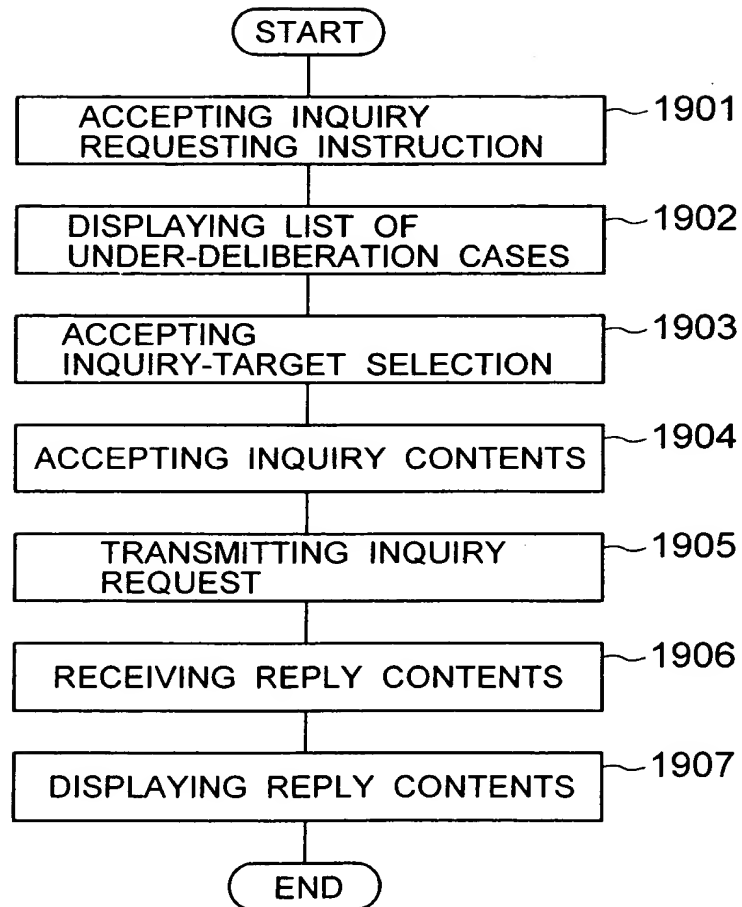 START
ACCEPTING INQUIRY
REQUESTING INSTRUCTION
1901
DISPLAYING LIST OF
UNDER-DELIBERATION CASES
1902
ACCEPTING
INQUIRY-TARGET SELECTION
1903
ACCEPTING INQUIRY CONTENTS
1904
TRANSMITTING INQUIRY
REQUEST
1905
RECEIVING REPLY CONTENTS
1906
DISPLAYING REPLY CONTENTS
1907
END